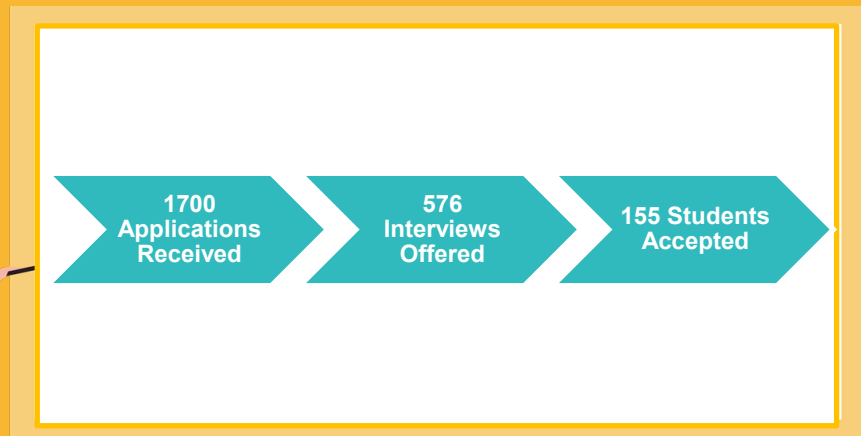 1700
Applications
Received
576
Interviews
Offered
155 Students
Accepted